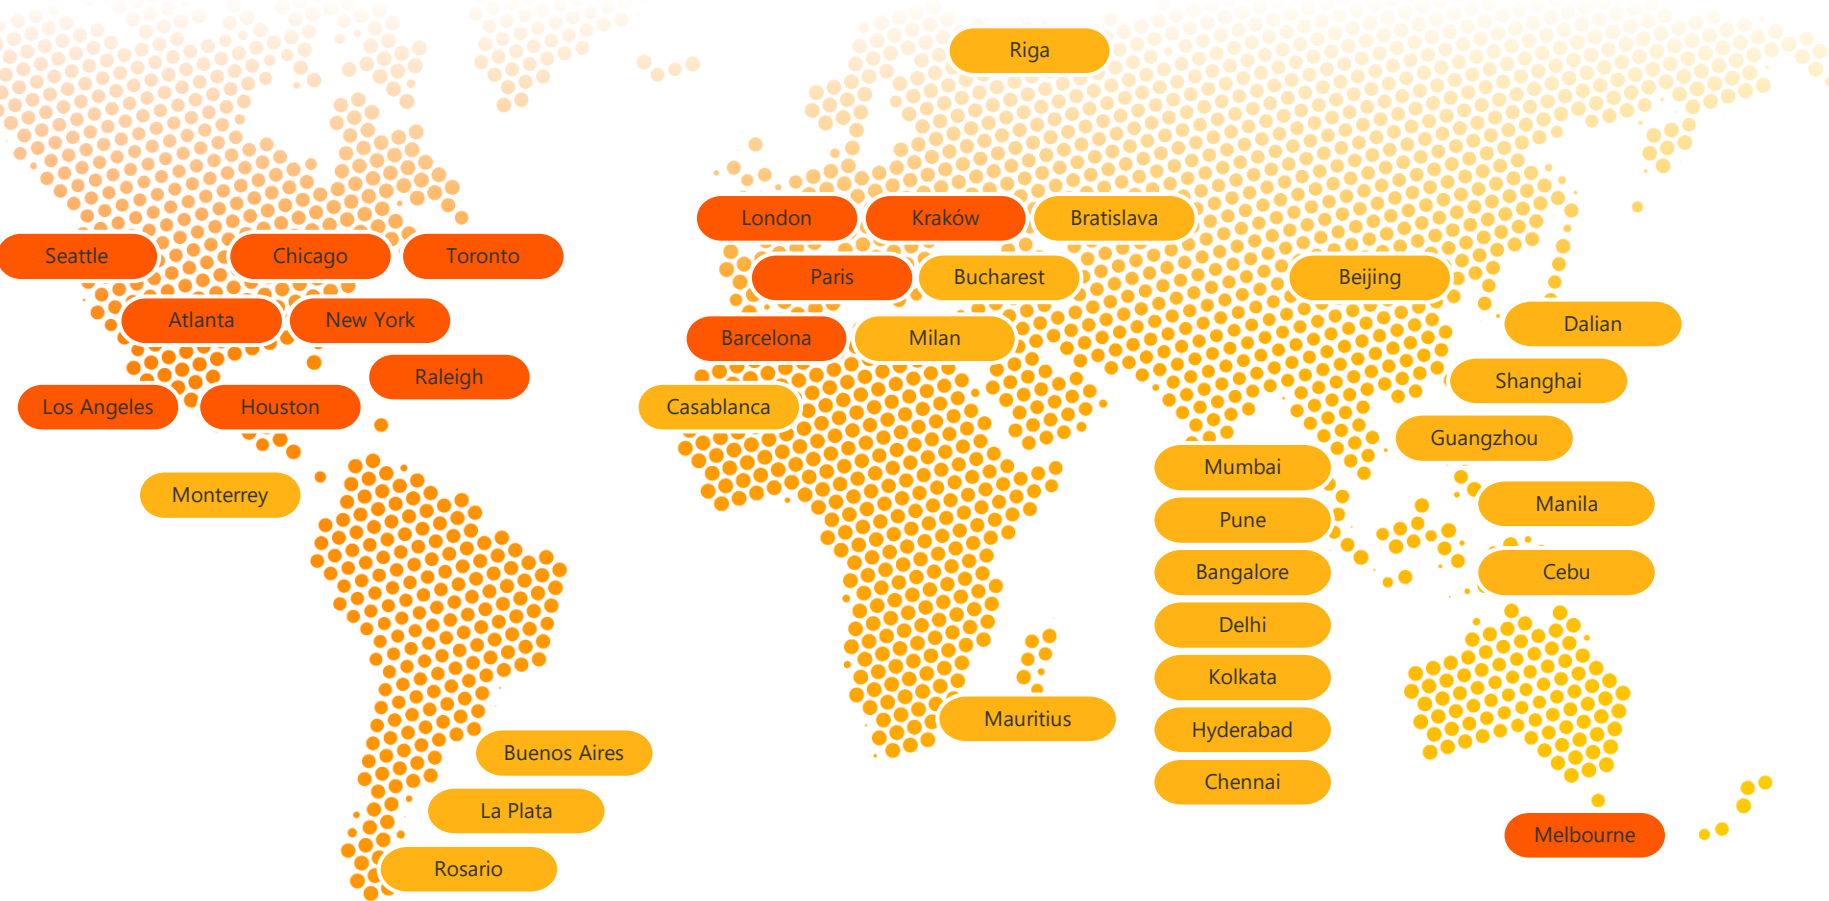 Riga
London
Kraków
Bratislava
Seattle
Chicago
Toronto
Paris
Bucharest
Beijing
Atlanta
New York
Dalian
Barcelona
Milan
Raleigh
Shanghai
Los Angeles
Houston
Casablanca
Guangzhou
Mumbai
Monterrey
Manila
Pune
Bangalore
Cebu
Delhi
Kolkata
Mauritius
Hyderabad
Buenos Aires
Chennai
La Plata
Melbourne
Rosario